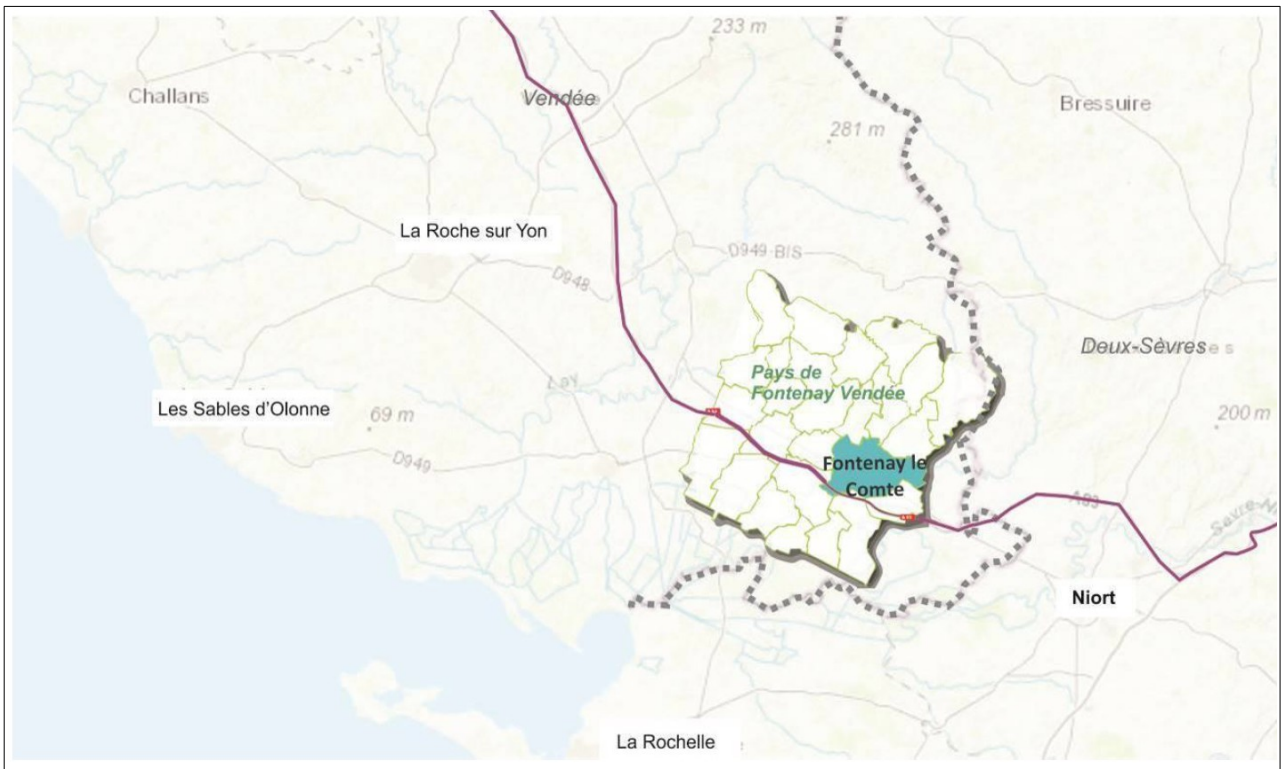 233 m
Challans
Vendée
Bressuire
281 m
La Roche sur Yon
D949 BIS
D948
Deux-Sèvres
Pays de
Fontenay Vendée
Lay
Les Sables d'Olonne
69 m
200 m
D949
Fontenay le
Comte
A83
Niort
La Rochelle